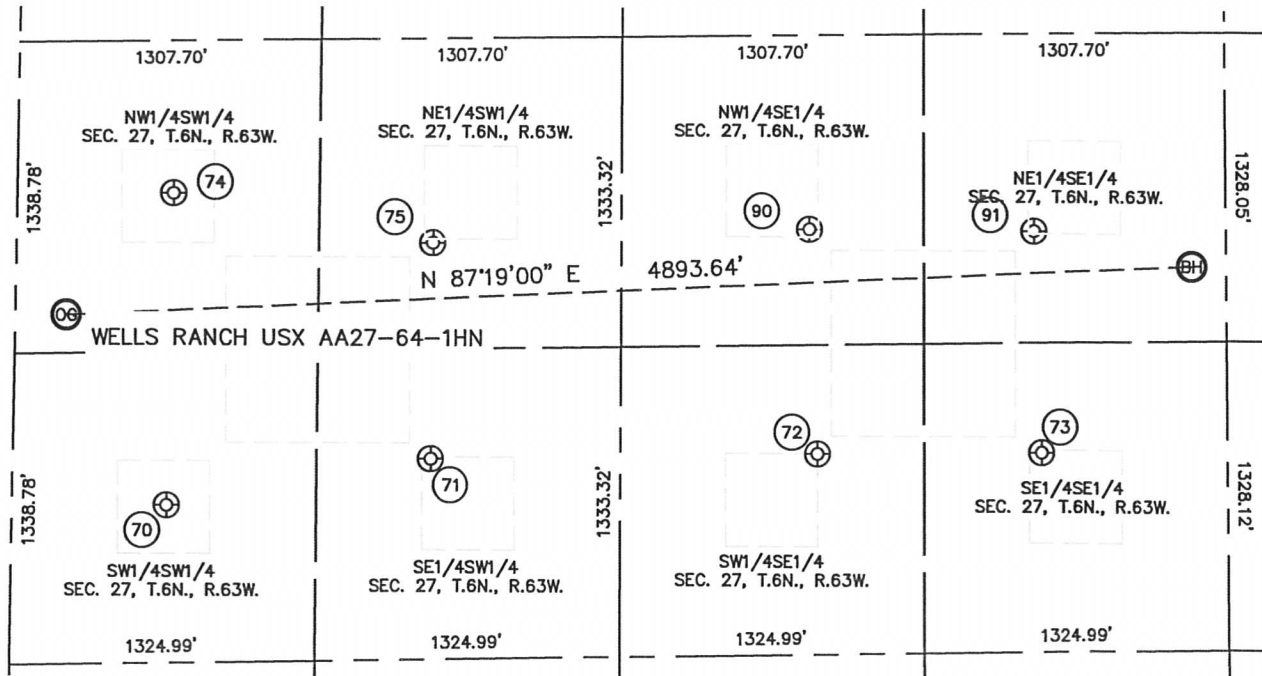 1307.70'
1307.70'
1307.70'
1307.70'
NW1/4SW1/4
SEC. 27, T.6N., R.63W.
NE1/4SW1/4
SEC. 27, T.6N., R.63W.
NW1/4SE1/4
SEC. 27, T.6N., R.63W.
NE1/4SE1/4
SEC. 27, T.6N., R.63W.
1338.78'
74
75
1333.32'
90
91
1328.05'
N 87°19'00" E
4893.64'
BH
OG
WELLS RANCH USX AA27-64-1HN
1338.78'
70
71
1333.32'
72
73
1328.12'
SW1/4SW1/4
SEC. 27, T.6N., R.63W.
SE1/4SW1/4
SEC. 27, T.6N., R.63W.
SW1/4SE1/4
SEC. 27, T.6N., R.63W.
SE1/4SE1/4
SEC. 27, T.6N., R.63W.
1324.99'
1324.99'
1324.99'
1324.99'